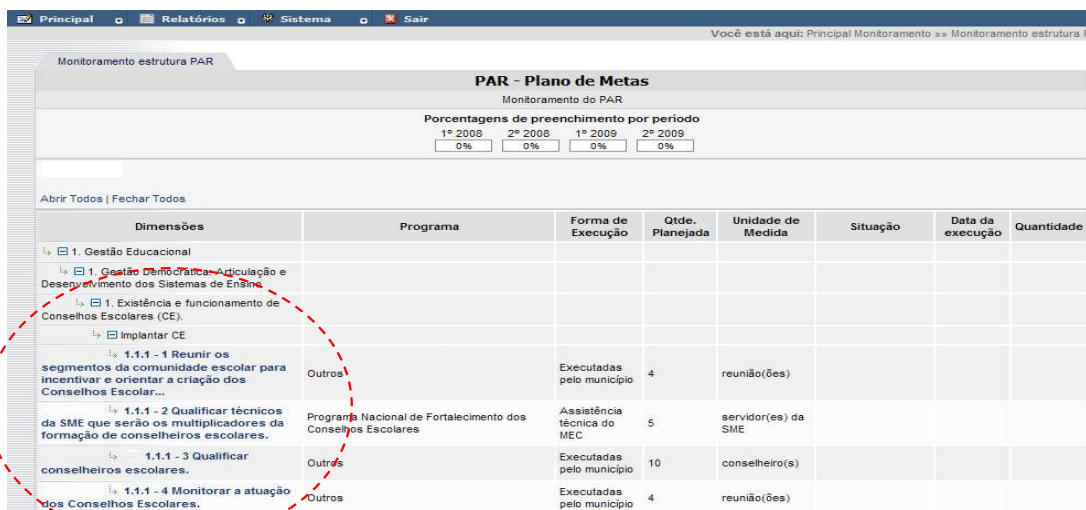 Principal Relatórios Sistema Sair
Você está aqui: Principal Monitoramento »» Monitoramento estrutura
Monitoramento estrutura PAR
PAR - Plano de Metas
Monitoramento do PAR
Porcentagens de preenchimento por período
1º 2008 2º 2008 1º 2009 2º 2009
0% 0% 0% 0%
Abrir Todos | Fechar Todos
Dimensões Programa Forma de Execução Qtde. Planejada Unidade de Medida Situação Data da execução Quantidade
1. Gestão Educacional
1. Gestão Democrática: Articulação e
Desenvolvimento dos Sistemas de Ensino
1. Existência e funcionamento de
Conselhos Escolares (CE).
Implantar CE
1.1.1 - 1 Reunir os
segmentos da comunidade escolar para
incentivar e orientar a criação dos
Conselhos Escolar...
Outros
Executadas
pelo município
4
reunião(ões)
1.1.1 - 2 Qualificar técnicos
da SME que serão os multiplicadores da
formação de conselheiros escolares.
Programa Nacional de Fortalecimento dos
Conselhos Escolares
Assistência
técnica do
MEC
5
servidor(es) da
SME
1.1.1 - 3 Qualificar
conselheiros escolares.
Outros
Executadas
pelo município
10
conselheiro(s)
1.1.1 - 4 Monitorar a atuação
dos Conselhos Escolares.
Outros
Executadas
pelo município
4
reunião(ões)